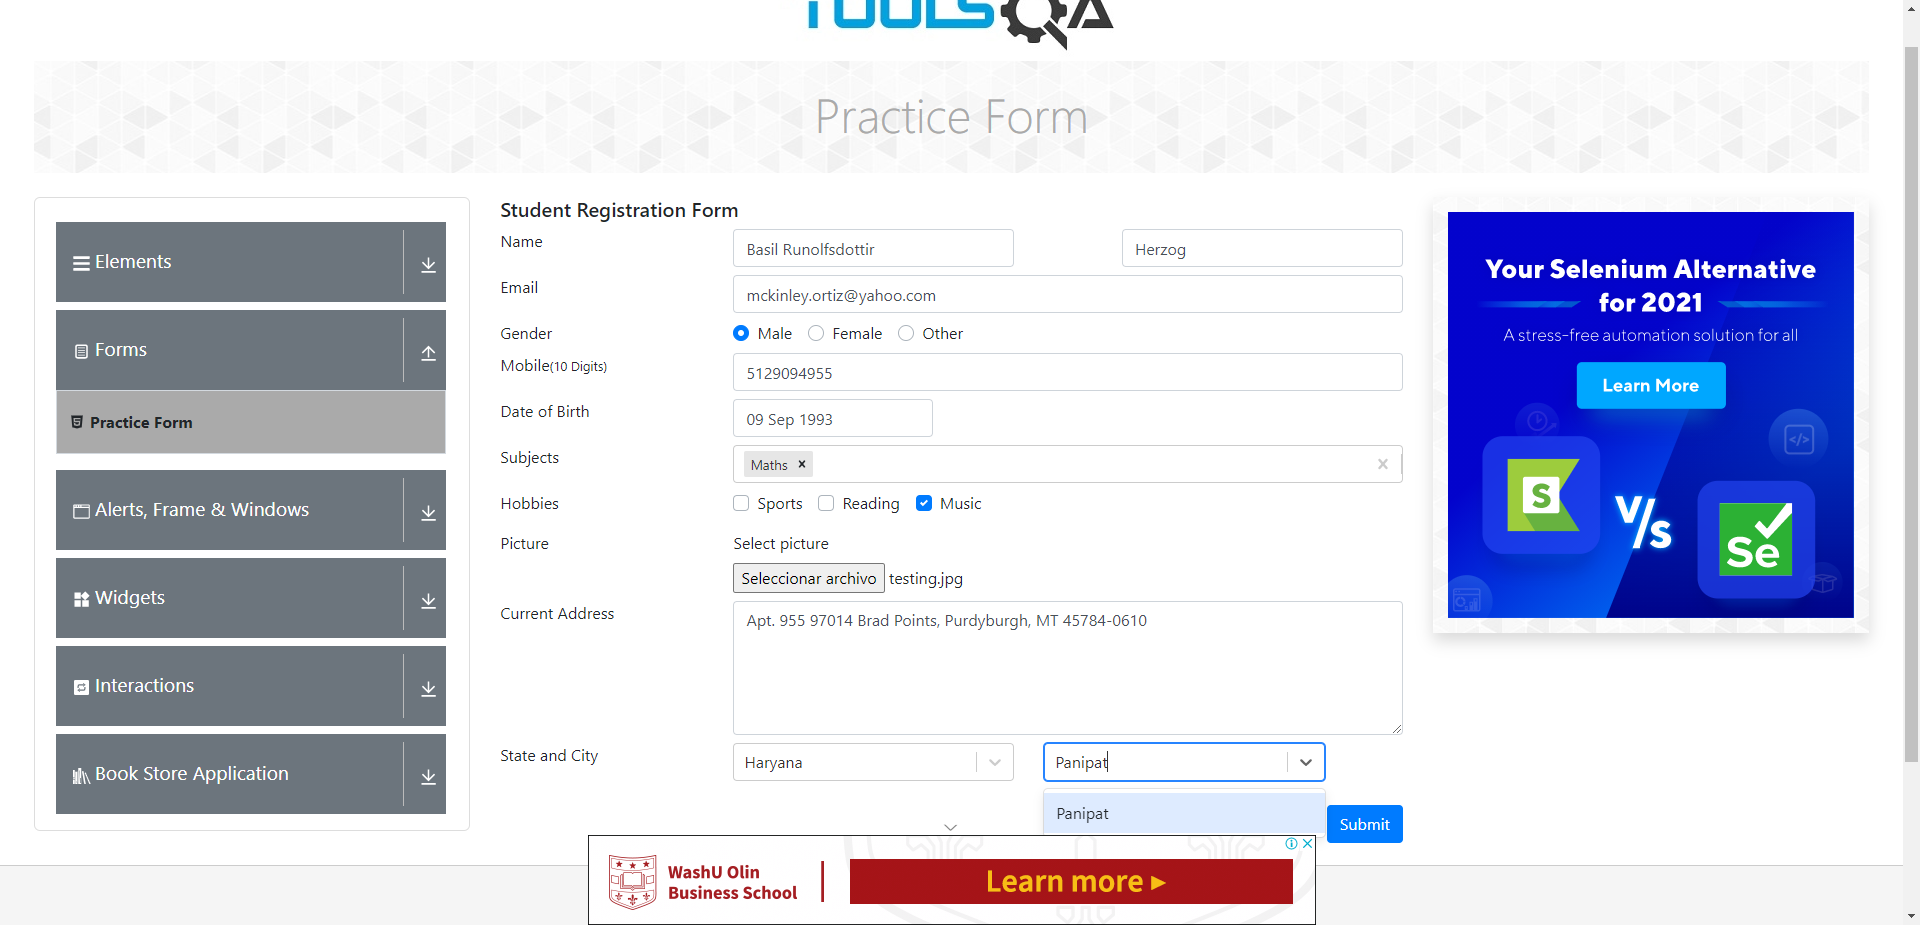 TOOLSQA
Practice Form
Elements
Forms
Practice Form
Alerts, Frame & Windows
Widgets
Interactions
Book Store Application
Student Registration Form
Name
Basil Runolfsdottir
Herzog
Email
mckinley.ortiz@yahoo.com
Gender
Male Female Other
Mobile(10 Digits)
5129094955
Date of Birth
09 Sep 1993
Subjects
Maths
Hobbies
Sports Reading Music
Picture
Select picture
Seleccionar archivo testing.jpg
Current Address
Apt. 955 97014 Brad Points, Purdyburgh, MT 45784-0610
State and City
Haryana
Panipat
Panipat
Submit
Your Selenium Alternative
for 2021
A stress-free automation solution for all
Learn More
</>
S
V/s
Se
WashU Olin
Business School
Learn more